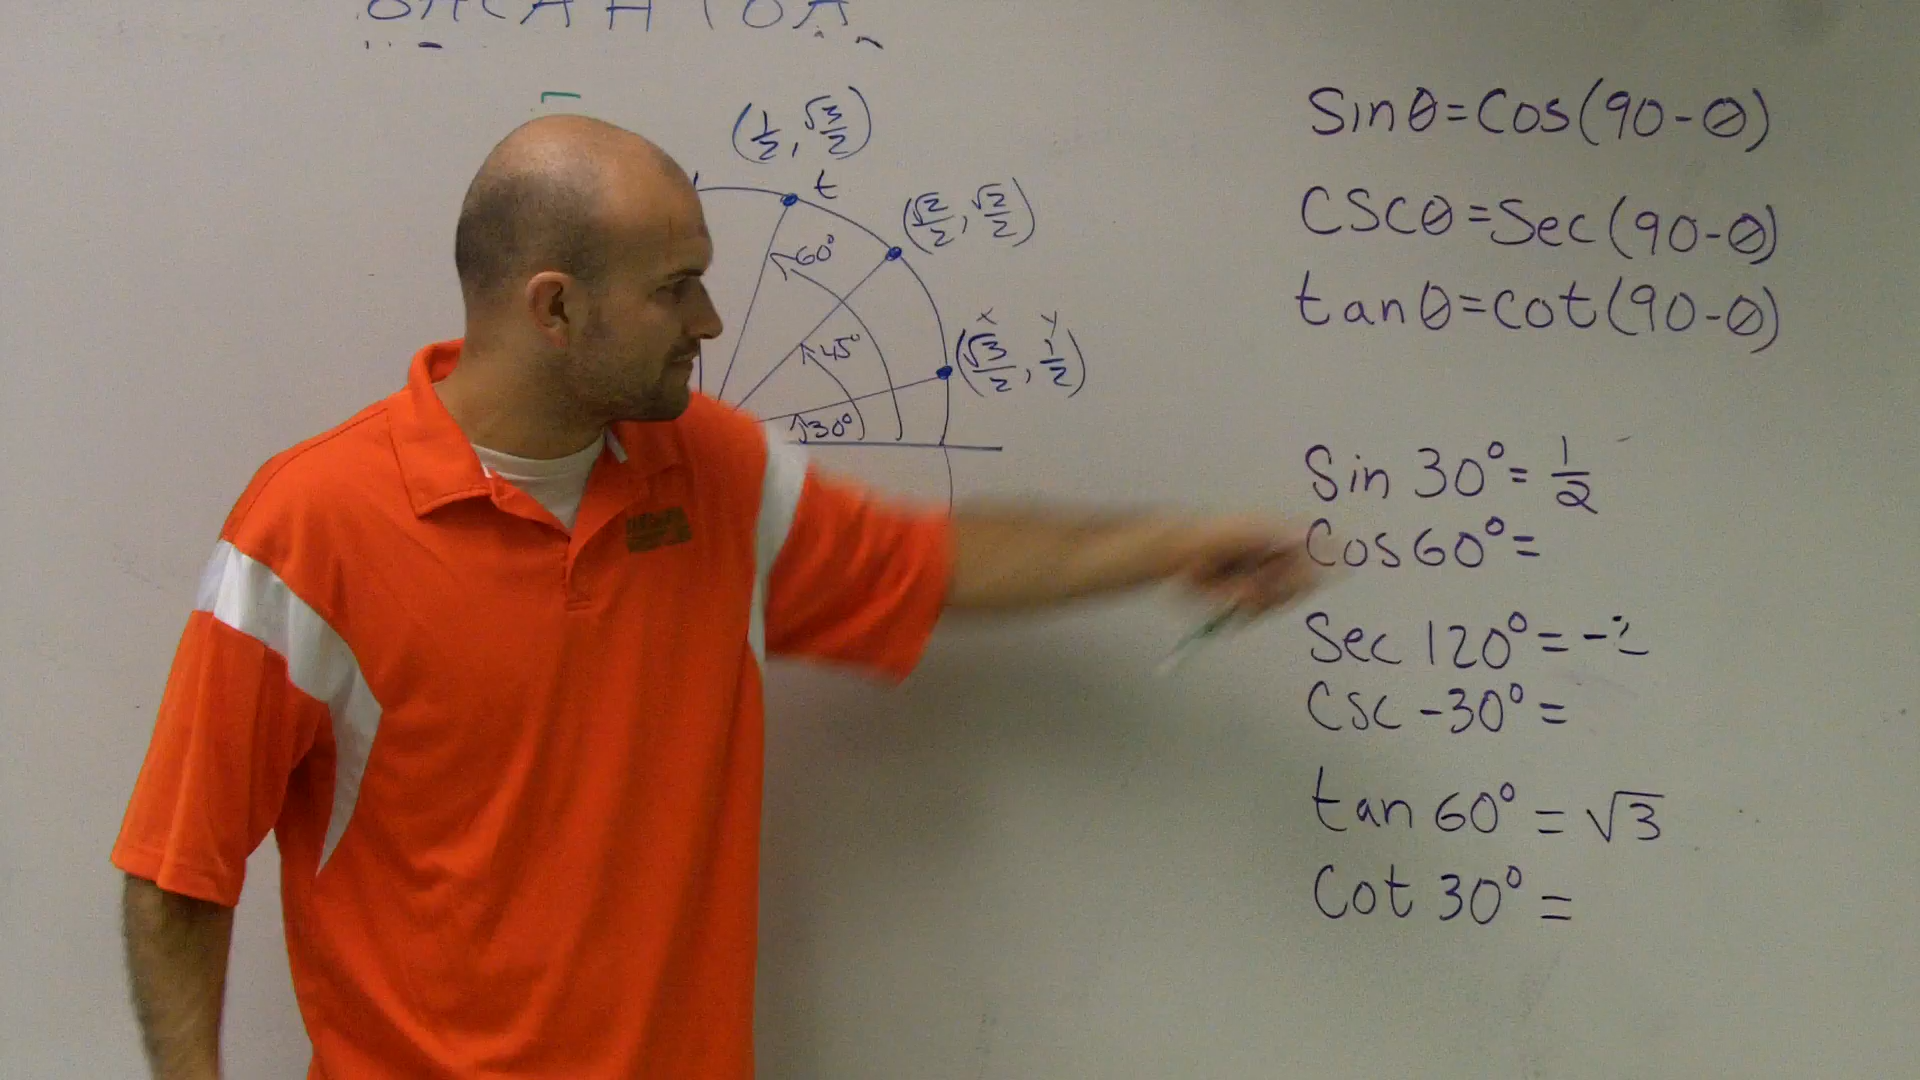 SOHCAHTOA
(1/2, √3/2)
t
(√2/2, √2/2)
60°
x y
45°
(√3/2, 1/2)
30°
Sinθ=Cos(90-θ)
CSCθ=Sec(90-θ)
tanθ=Cot(90-θ)
Sin 30°= 1/2
Cos60°=
Sec 120°= -2
Csc -30°=
tan 60° = √3
Cot 30° =